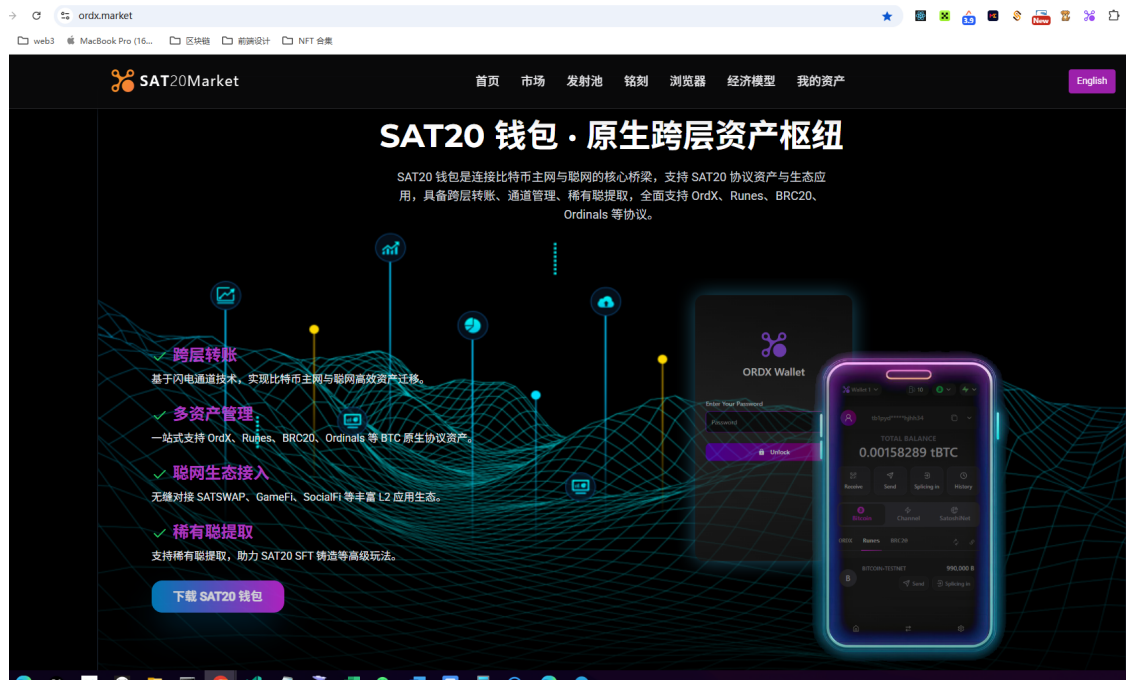 ordx.market
3.9
New
web3
MacBook Pro (16...
区块链
前端设计
NFT 合集
SAT20Market
首页
市场
发射池
铭刻
浏览器
经济模型
我的资产
English
SAT20 钱包 · 原生跨层资产枢纽
SAT20 钱包是连接比特币主网与聪网的核心桥梁，支持 SAT20 协议资产与生态应
用，具备跨层转账、通道管理、稀有聪提取，全面支持 OrdX、Runes、BRC20、
Ordinals 等协议。
跨层转账
基于闪电通道技术，实现比特币主网与聪网高效资产迁移。
多资产管理
一站式支持 OrdX、Runes、BRC20、Ordinals 等 BTC 原生协议资产。
聪网生态接入
无缝对接 SATSWAP、GameFi、SocialFi 等丰富 L2 应用生态。
稀有聪提取
支持稀有聪提取，助力 SAT20 SFT 铸造等高级玩法。
下载 SAT20 钱包
ORDX Wallet
Enter Your Password
Password
Unlock
Wallet 1
10
TOTAL BALANCE
0.00158289 tBTC
Receive
Send
Splicing in
History
Bitcoin
Channel
SatoshiNet
ORDX
Runes
BRC20
B
BITCOIN-TESTNET
990,000 B
Send
Splicing in